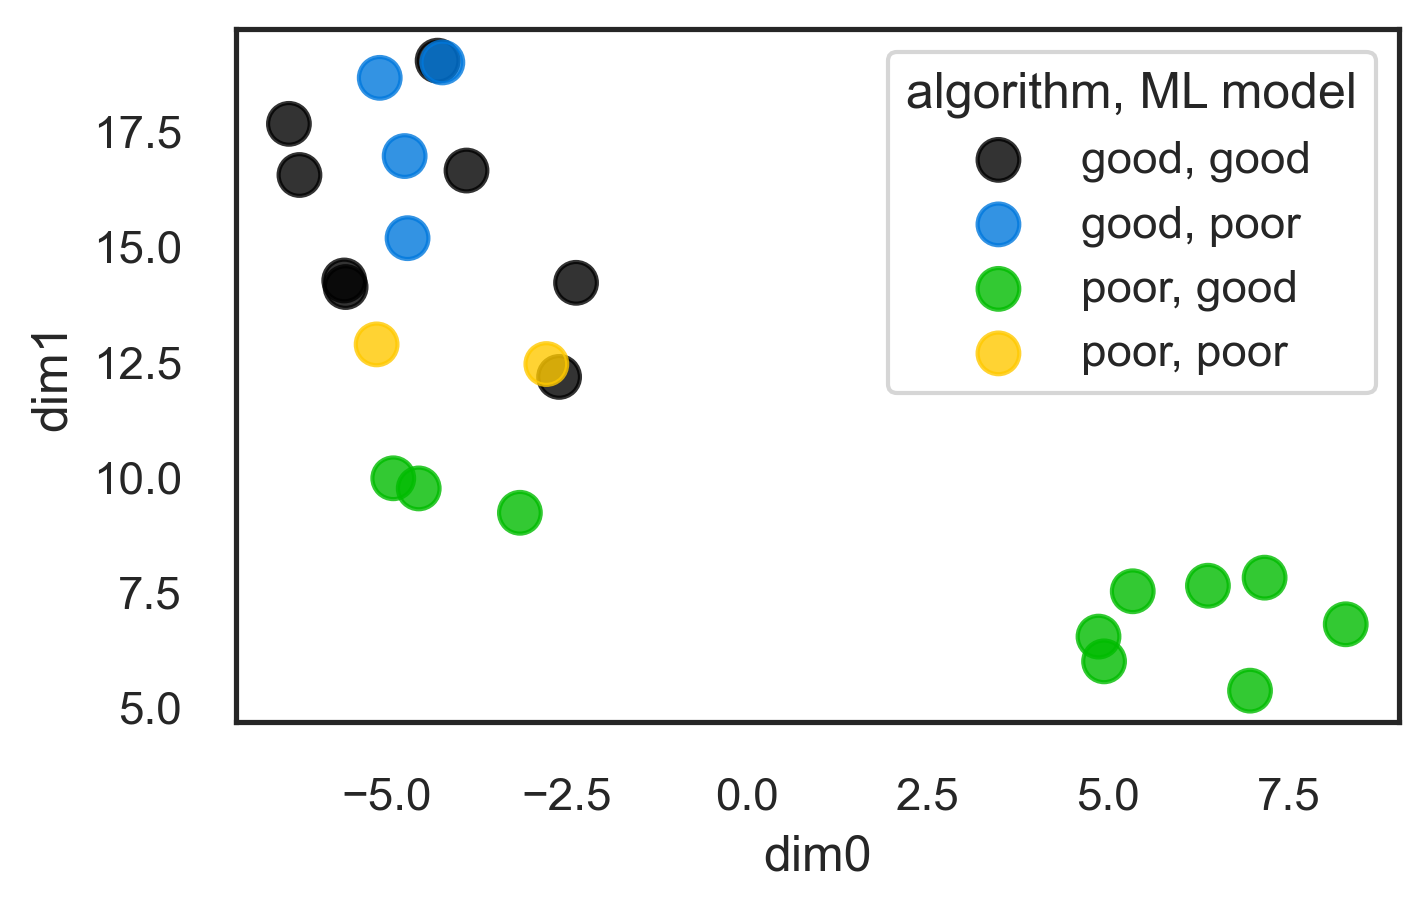 algorithm, ML model
good, good
good, poor
poor, good
poor, poor
17.5
15.0
12.5
10.0
7.5
5.0
dim1
−5.0 −2.5 0.0 2.5 5.0 7.5
dim0